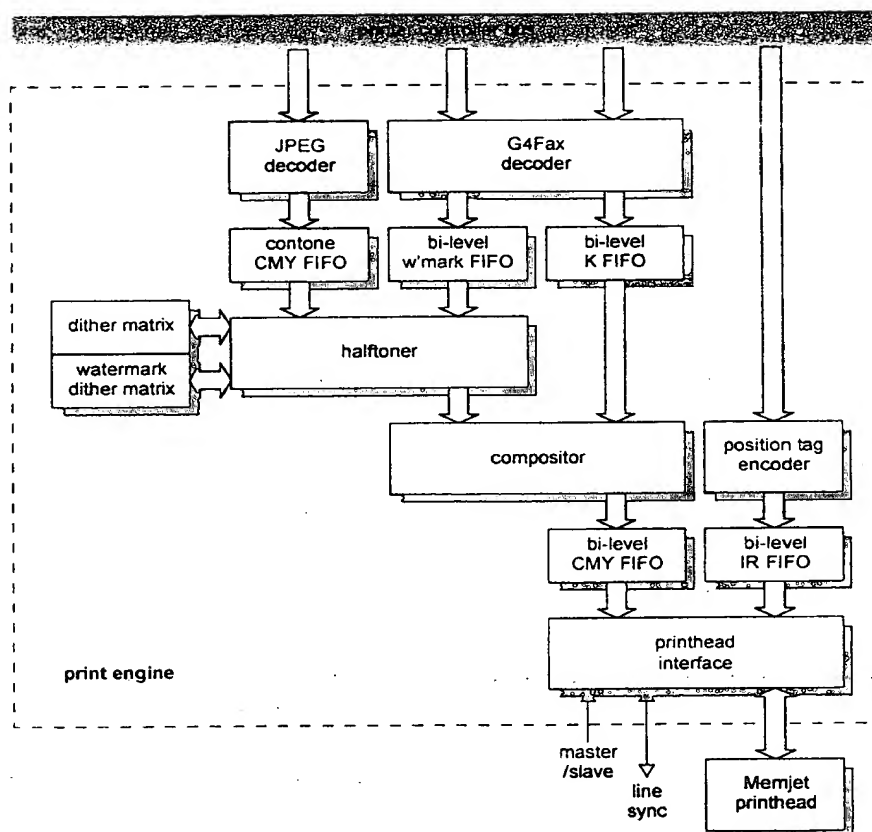 JPEG
decoder
G4Fax
decoder
contone
CMY FIFO
bi-level
w'mark FIFO
bi-level
K FIFO
dither matrix
watermark
dither matrix
halftoner
compositor
position tag
encoder
bi-level
CMY FIFO
bi-level
IR FIFO
printhead
interface
print engine
master
/slave
line
sync
Memjet
printhead